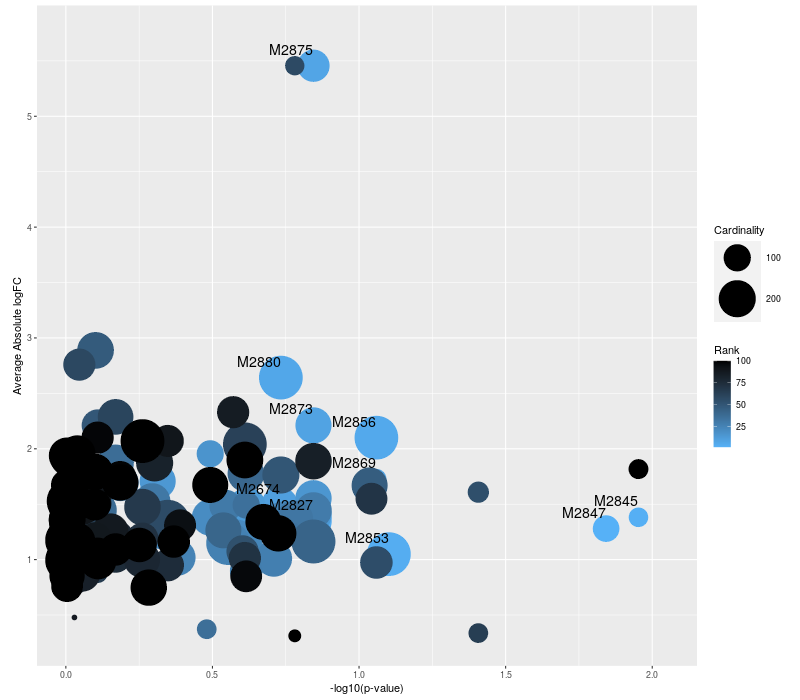 M2875
M2880
M2873
M2856
M2869
M2674
M2827
M2845
M2847
M2853
5
4
3
2
1
0.0
0.5
1.0
1.5
2.0
-log10(p-value)
Average Absolute logFC
Cardinality
100
200
Rank
100
75
50
25